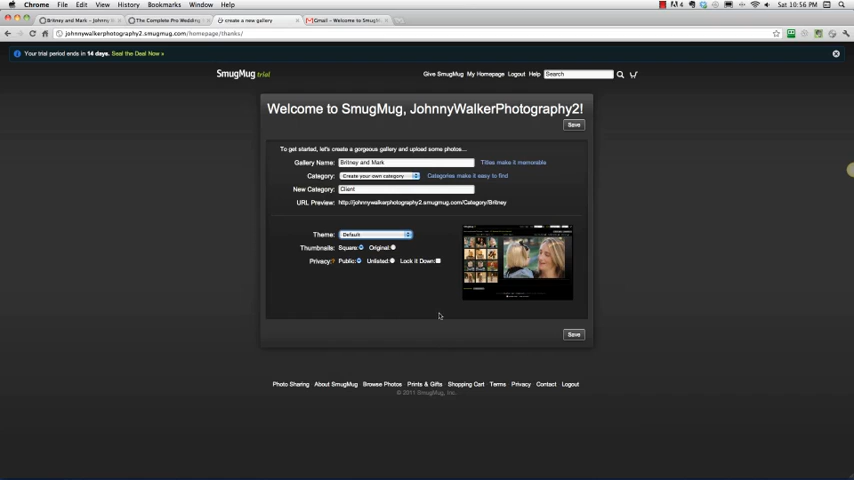 Chrome File Edit View History Bookmarks Window Help 4 Sat 10:56 PM
Britney and Mark - Johnny The Complete Pro Wedding create a new gallery Gmail - Welcome to SmugM
johnnywalkerphotography2.smugmug.com/homepage/thanks/
Your trial period ends in 14 days. Seal the Deal Now »
SmugMug trial Give SmugMug My Homepage Logout Help Search
Welcome to SmugMug, JohnnyWalkerPhotography2!
Save
To get started, let's create a gorgeous gallery and upload some photos...
Gallery Name: Britney and Mark Titles make it memorable
Category: Create your own category Categories make it easy to find
New Category: Client
URL Preview: http://johnnywalkerphotography2.smugmug.com/Category/Britney
Theme: Default
Thumbnails: Square: Original:
Privacy:? Public: Unlisted: Lock it Down:
Save
Photo Sharing About SmugMug Browse Photos Prints & Gifts Shopping Cart Terms Privacy Contact Logout
© 2011 SmugMug, Inc.